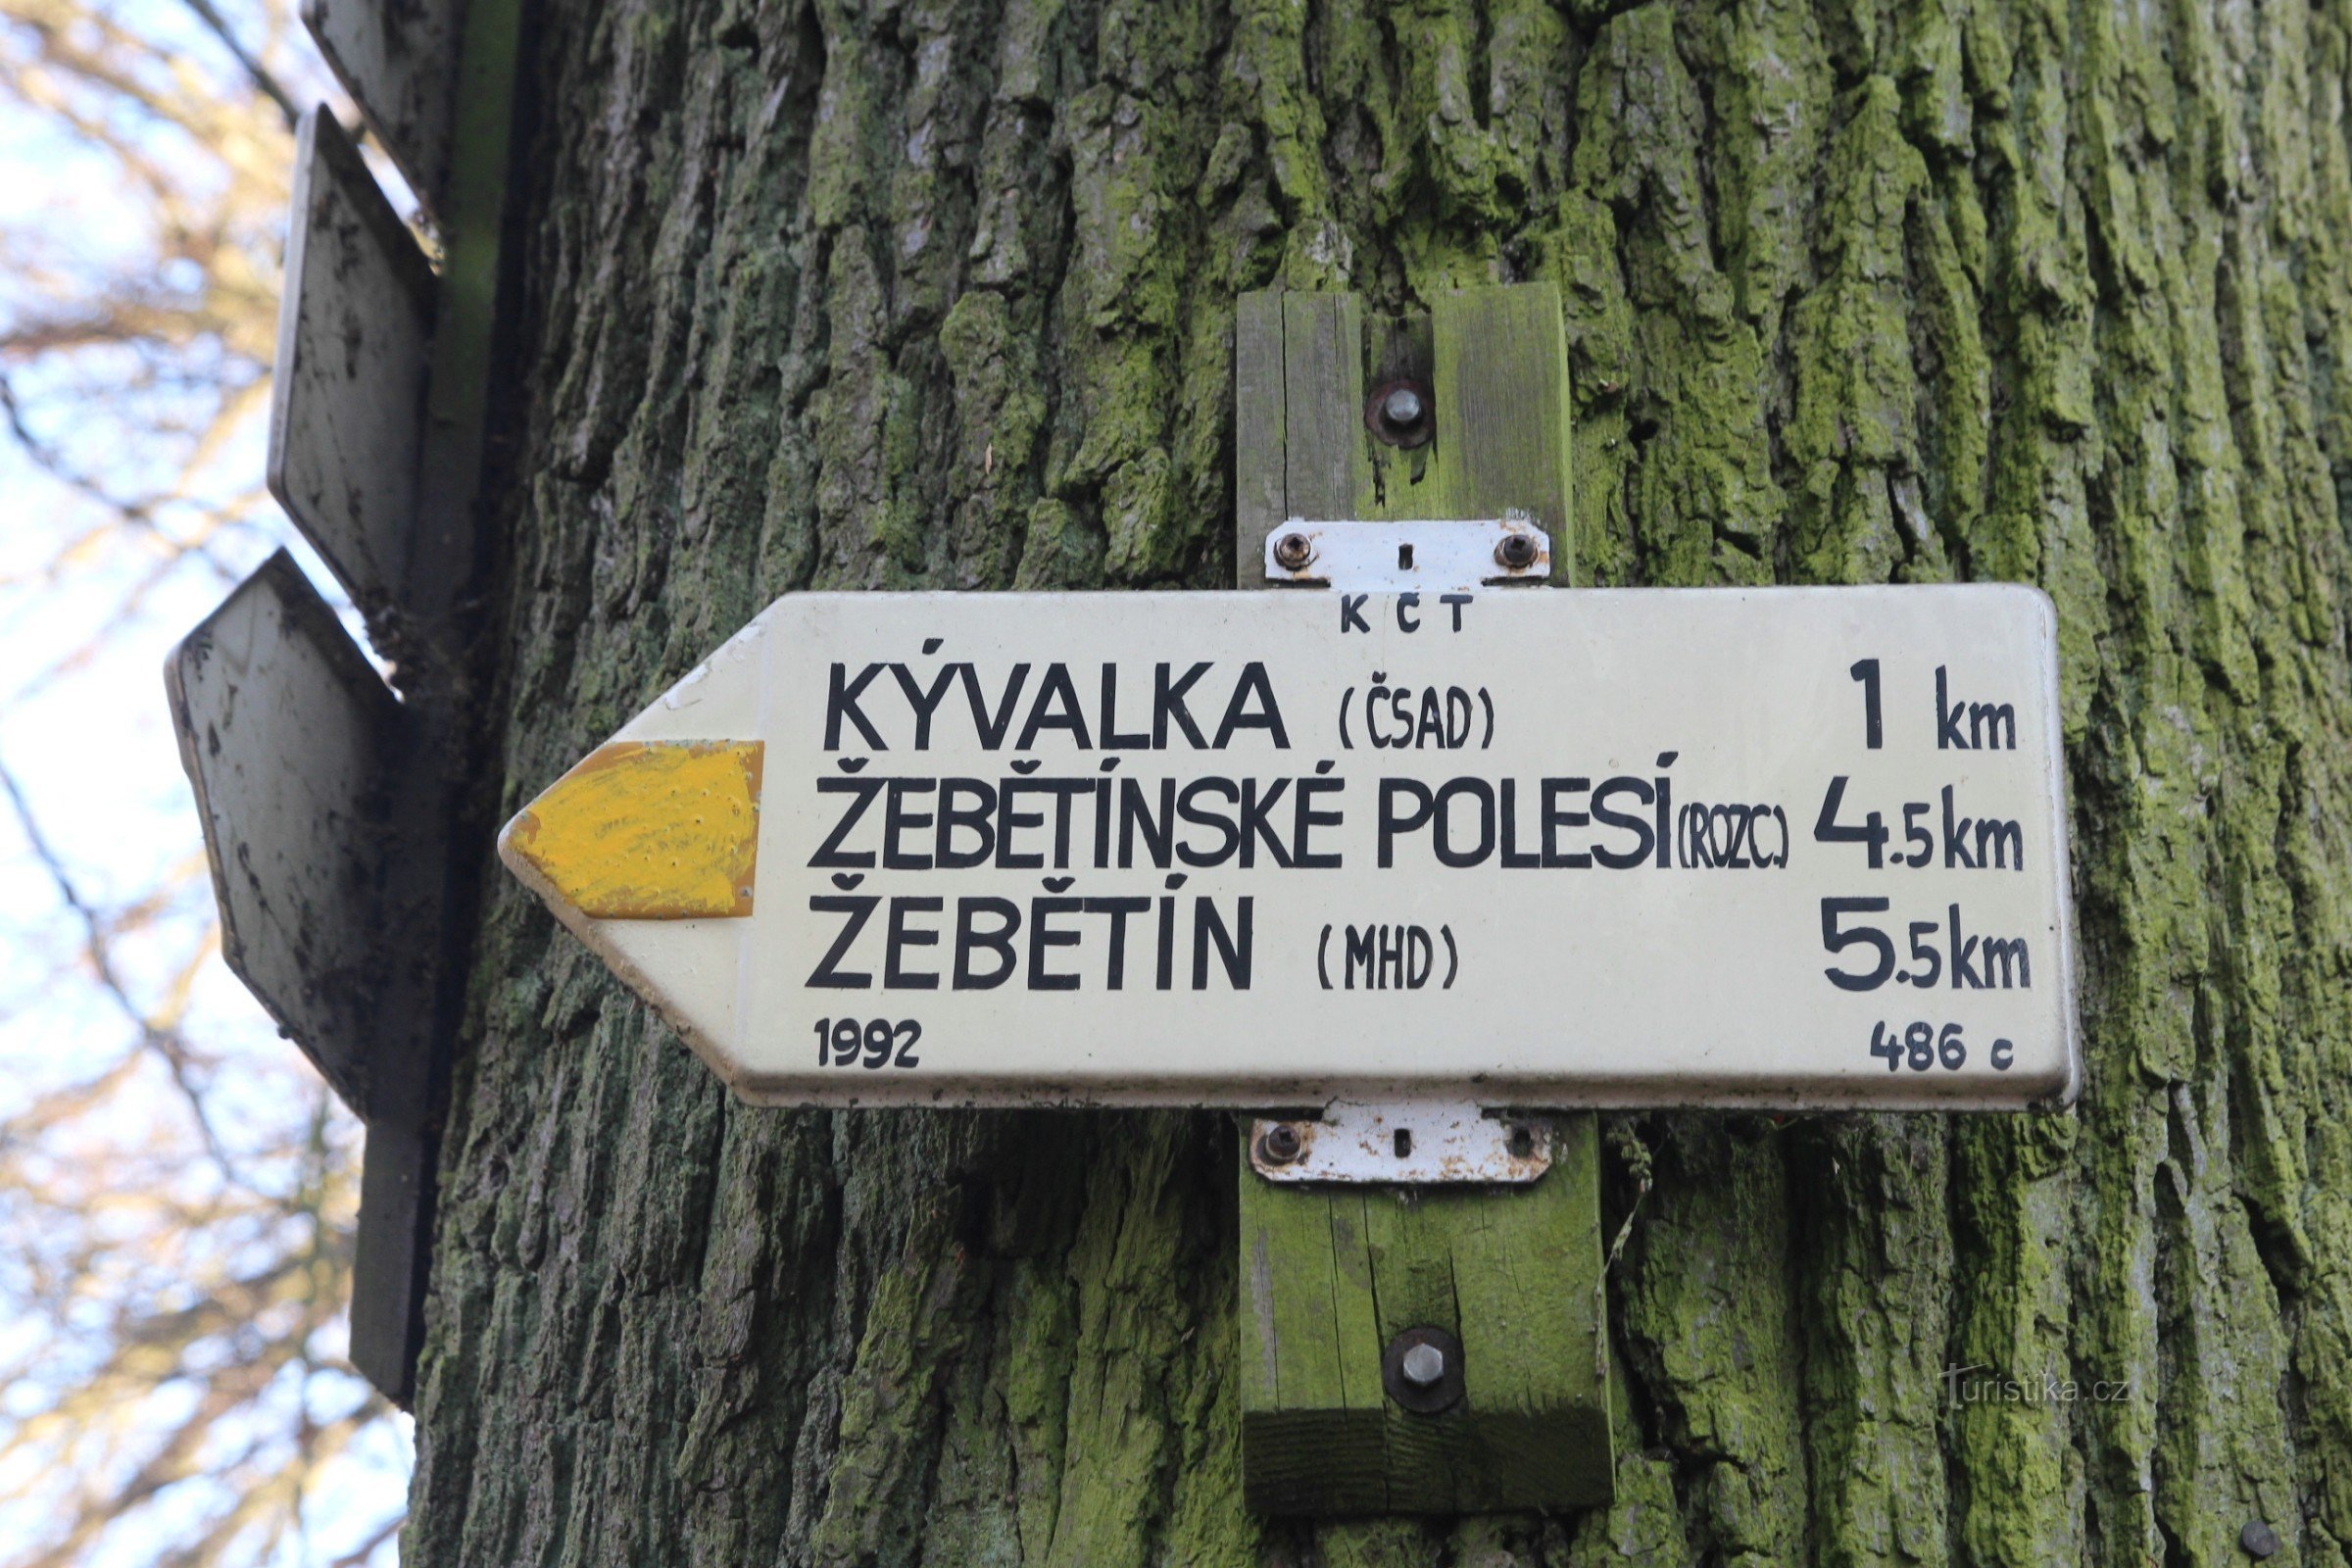 KČT
KÝVALKA (ČSAD) 1 km
ŽEBĚTÍNSKÉ POLESÍ (ROZC.) 4.5 km
ŽEBĚTÍN (MHD) 5.5 km
1992 486 c
Turistika.cz